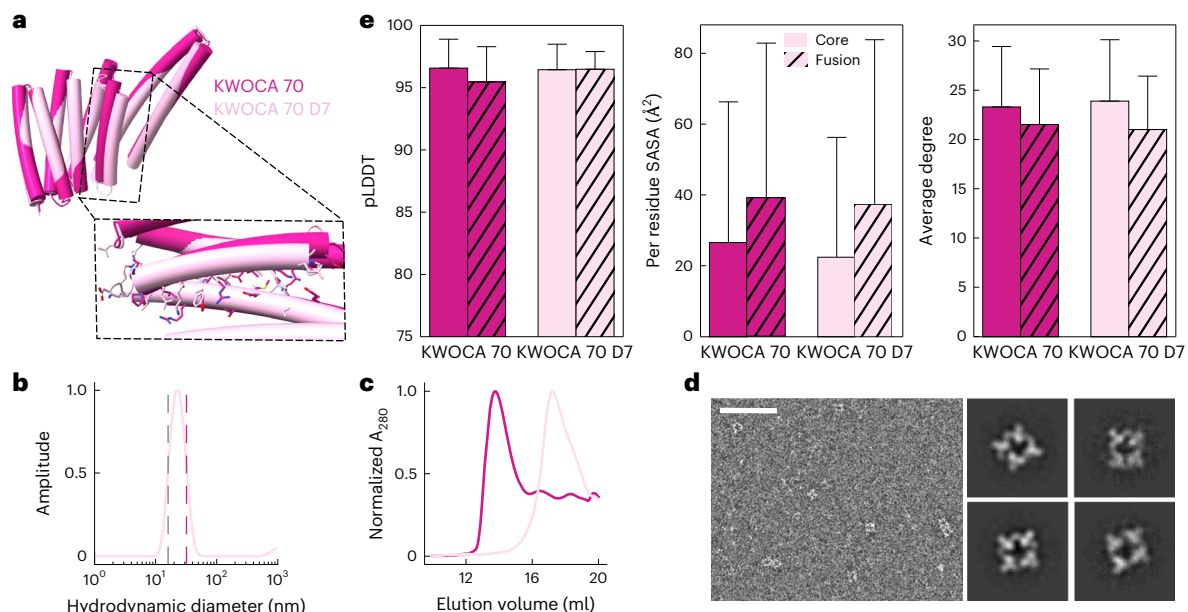 a
KWOCA 70
KWOCA 70 D7
e
100
95
90
85
80
75
pLDDT
KWOCA 70 KWOCA 70 D7
80
60
40
20
0
Per residue SASA (Å²)
Core
Fusion
KWOCA 70 KWOCA 70 D7
30
25
20
15
10
5
0
Average degree
KWOCA 70 KWOCA 70 D7
b
1.0
0.5
0
Amplitude
10⁰ 10¹ 10² 10³
Hydrodynamic diameter (nm)
c
1.0
0.5
0
Normalized A₂₈₀
12 16 20
Elution volume (ml)
d